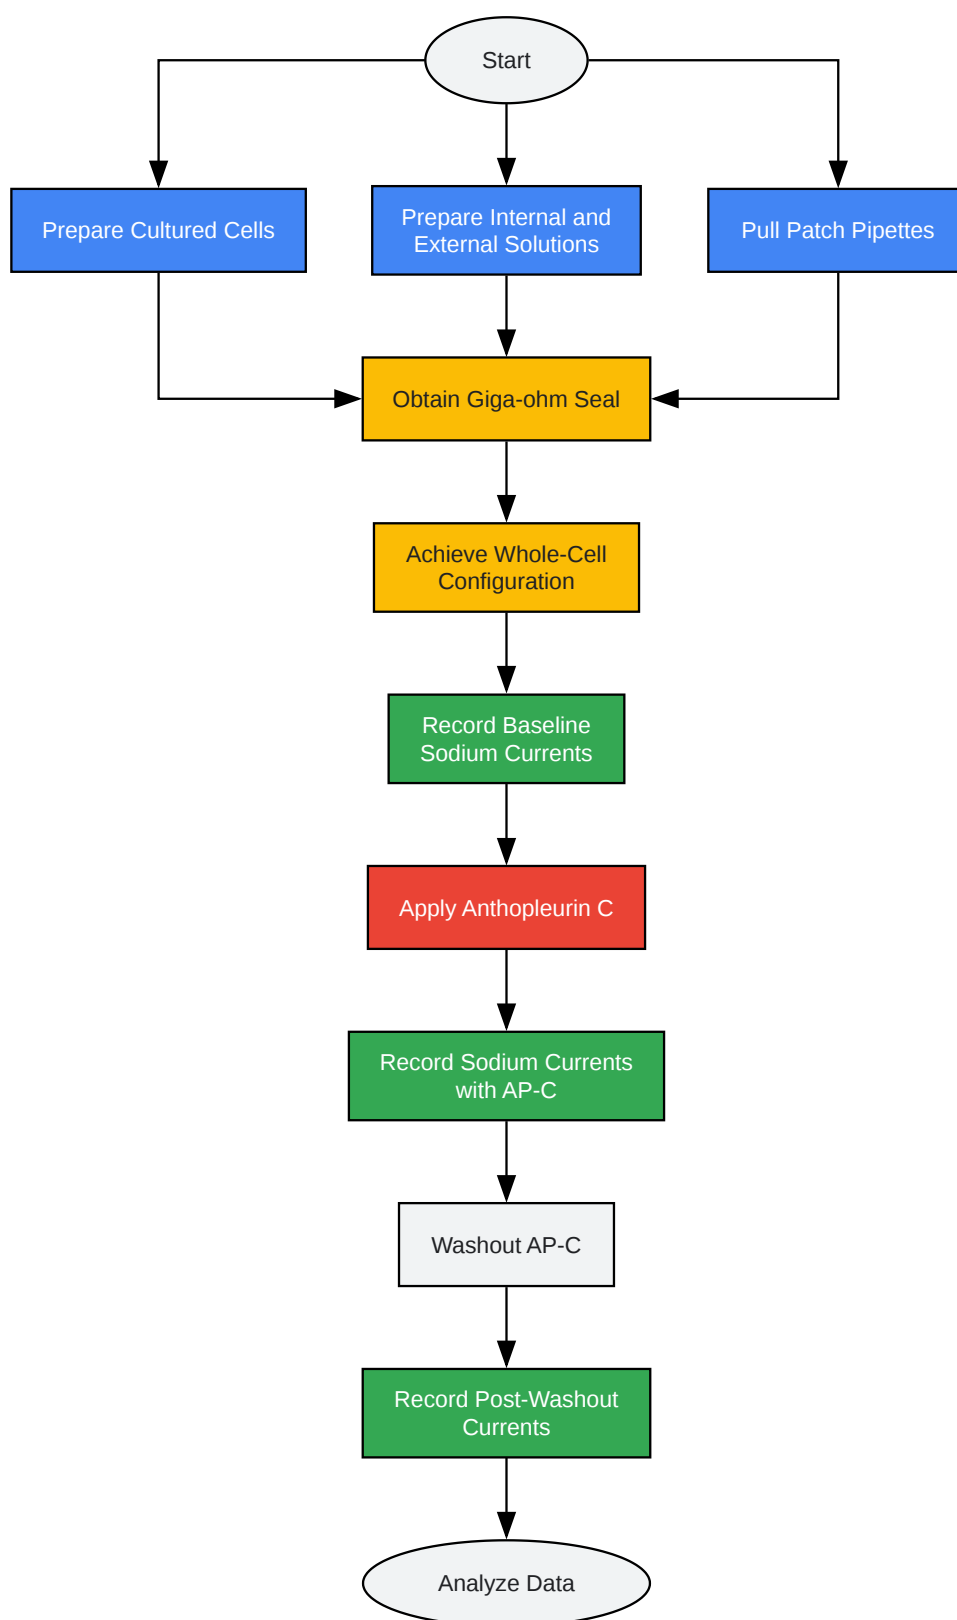 Start
Prepare Cultured Cells
Prepare Internal and
External Solutions
Pull Patch Pipettes
Obtain Giga-ohm Seal
Achieve Whole-Cell
Configuration
Record Baseline
Sodium Currents
Apply Anthopleurin C
Record Sodium Currents
with AP-C
Washout AP-C
Record Post-Washout
Currents
Analyze Data